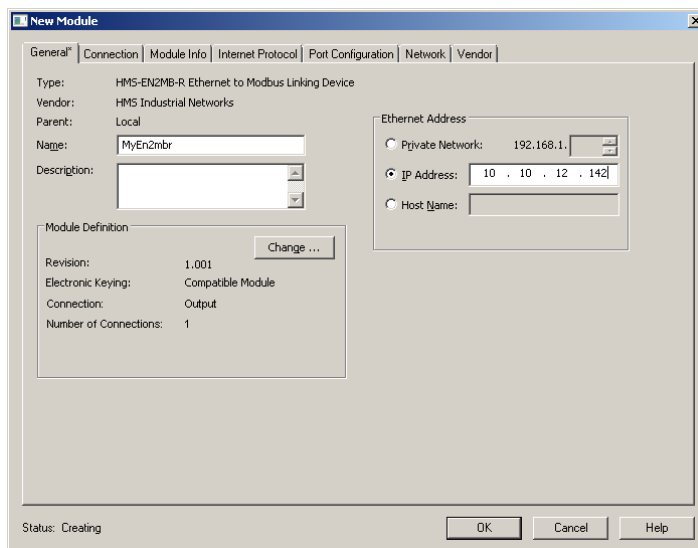 New Module
General* Connection Module Info Internet Protocol Port Configuration Network Vendor
Type: HMS-EN2MB-R Ethernet to Modbus Linking Device
Vendor: HMS Industrial Networks
Parent: Local
Name: MyEn2mbr
Description:
Module Definition
Change ...
Revision: 1.001
Electronic Keying: Compatible Module
Connection: Output
Number of Connections: 1
Ethernet Address
Private Network: 192.168.1.
IP Address: 10 . 10 . 12 . 142
Host Name:
Status: Creating
OK Cancel Help